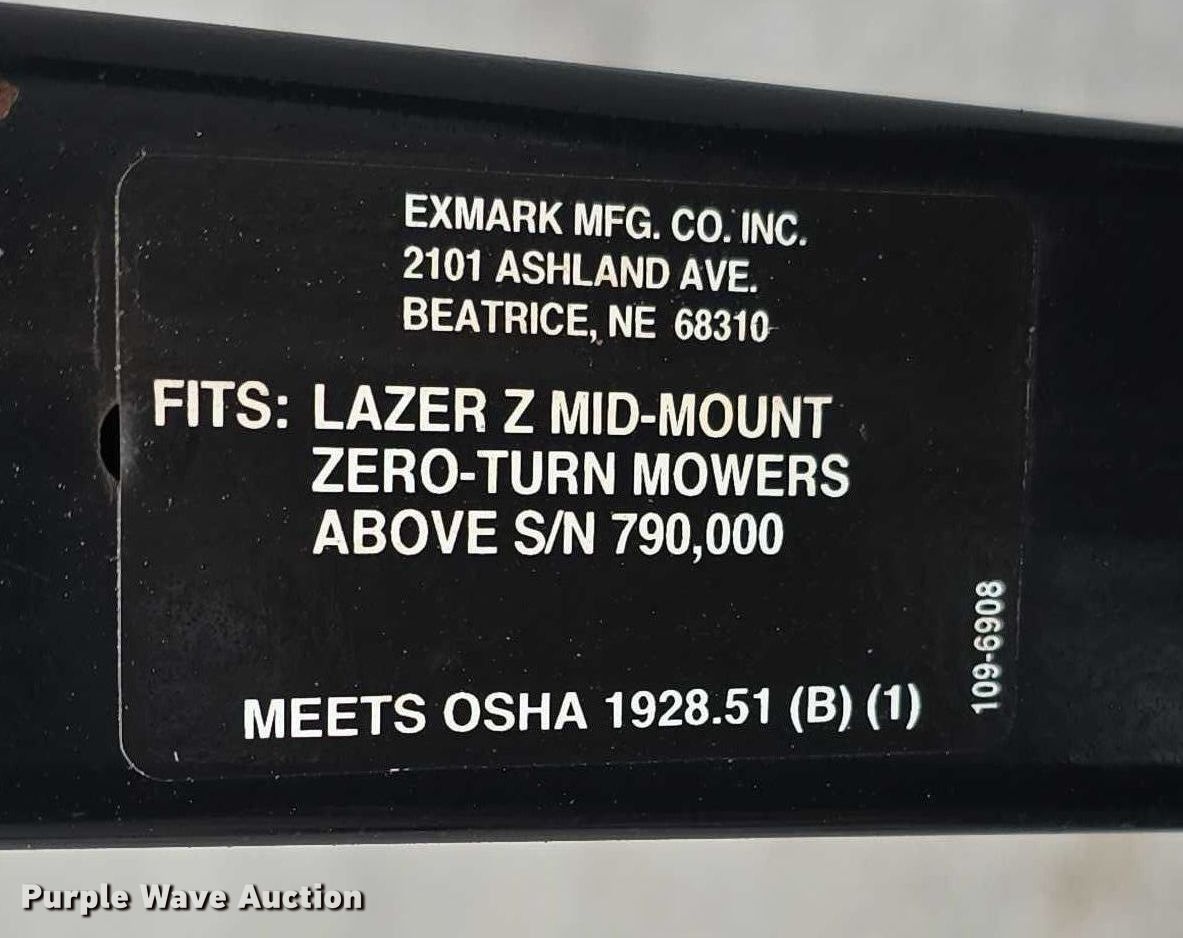 EXMARK MFG. CO. INC.
2101 ASHLAND AVE.
BEATRICE, NE 68310
FITS: LAZER Z MID-MOUNT
ZERO-TURN MOWERS
ABOVE S/N 790,000
109-6908
MEETS OSHA 1928.51 (B) (1)
Purple Wave Auction